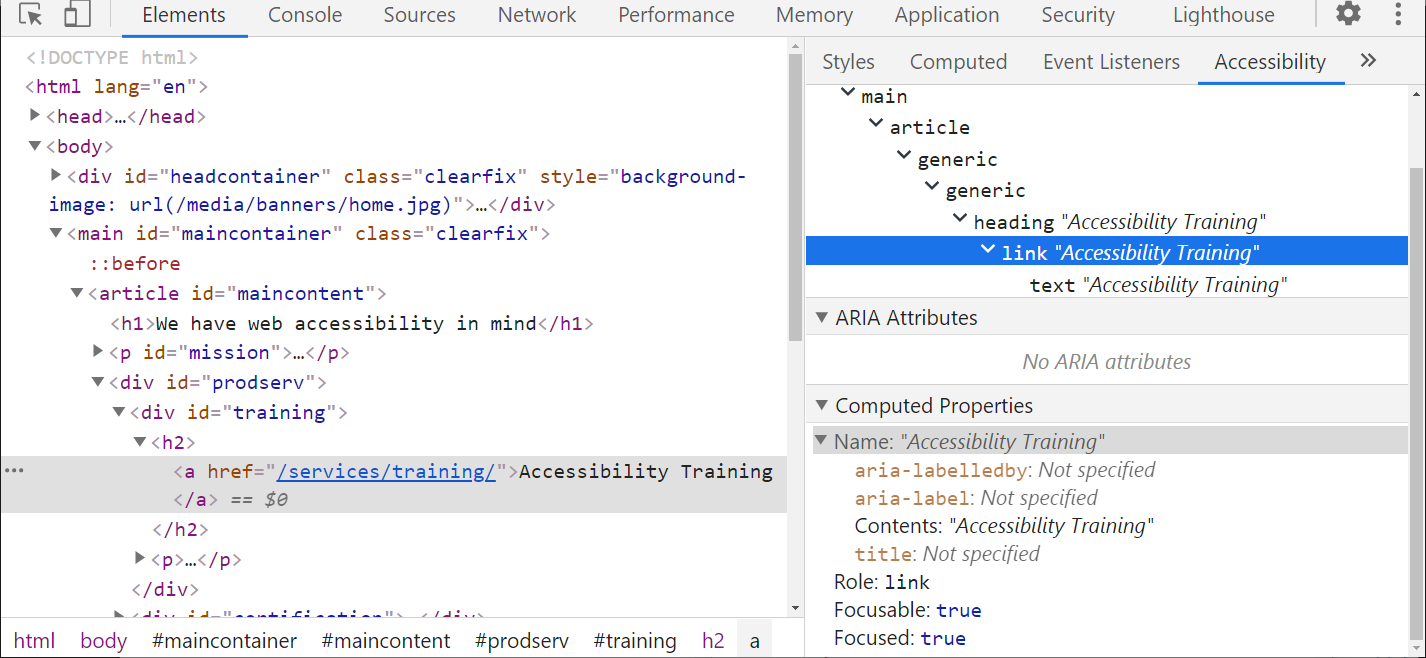 Elements Console Sources Network Performance Memory Application Security Lighthouse
<!DOCTYPE html>
<html lang="en">
<head>…</head>
<body>
<div id="headcontainer" class="clearfix" style="background-
image: url(/media/banners/home.jpg)">…</div>
<main id="maincontainer" class="clearfix">
::before
<article id="maincontent">
<h1>We have web accessibility in mind</h1>
<p id="mission">…</p>
<div id="prodserv">
<div id="training">
<h2>
<a href="/services/training/">Accessibility Training
</a> == $0
</h2>
<p>…</p>
</div>
<div id="certification">…</div>
html body #maincontainer #maincontent #prodserv #training h2 a
Styles Computed Event Listeners Accessibility »
main
article
generic
generic
heading "Accessibility Training"
link "Accessibility Training"
text "Accessibility Training"
ARIA Attributes
No ARIA attributes
Computed Properties
Name: "Accessibility Training"
aria-labelledby: Not specified
aria-label: Not specified
Contents: "Accessibility Training"
title: Not specified
Role: link
Focusable: true
Focused: true